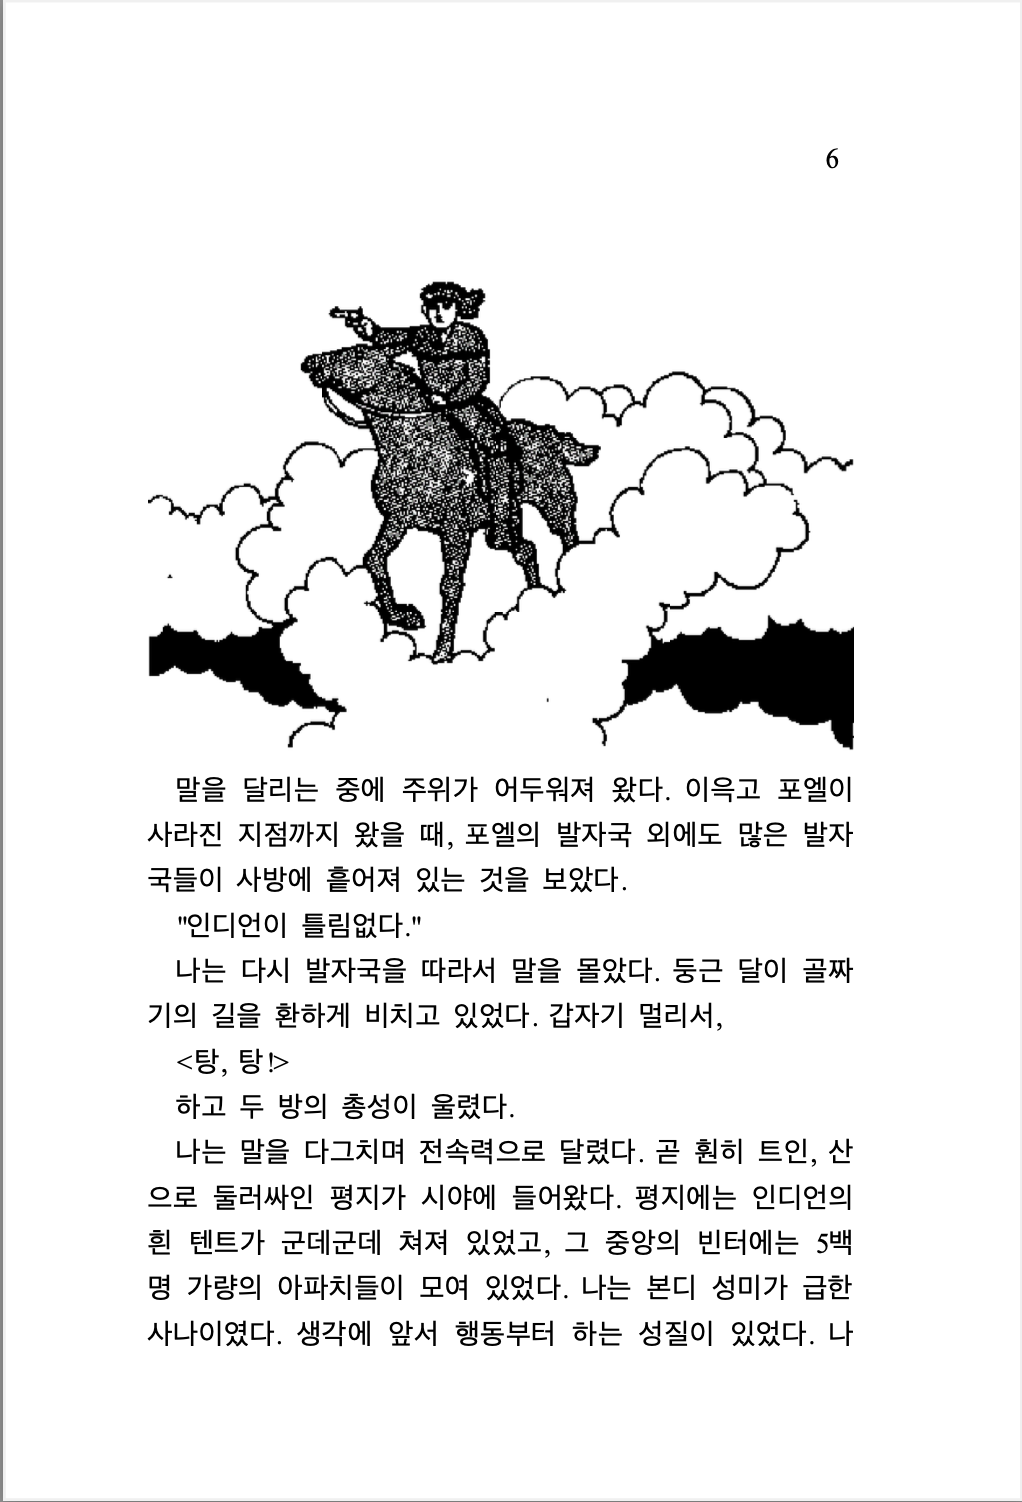 6
말을 달리는 중에 주위가 어두워져 왔다. 이윽고 포엘이
사라진 지점까지 왔을 때, 포엘의 발자국 외에도 많은 발자
국들이 사방에 흩어져 있는 것을 보았다.
"인디언이 틀림없다."
나는 다시 발자국을 따라서 말을 몰았다. 둥근 달이 골짜
기의 길을 환하게 비치고 있었다. 갑자기 멀리서,
<탕, 탕!>
하고 두 방의 총성이 울렸다.
나는 말을 다그치며 전속력으로 달렸다. 곧 훤히 트인, 산
으로 둘러싸인 평지가 시야에 들어왔다. 평지에는 인디언의
흰 텐트가 군데군데 쳐져 있었고, 그 중앙의 빈터에는 5백
명 가량의 아파치들이 모여 있었다. 나는 본디 성미가 급한
사나이였다. 생각에 앞서 행동부터 하는 성질이 있었다. 나